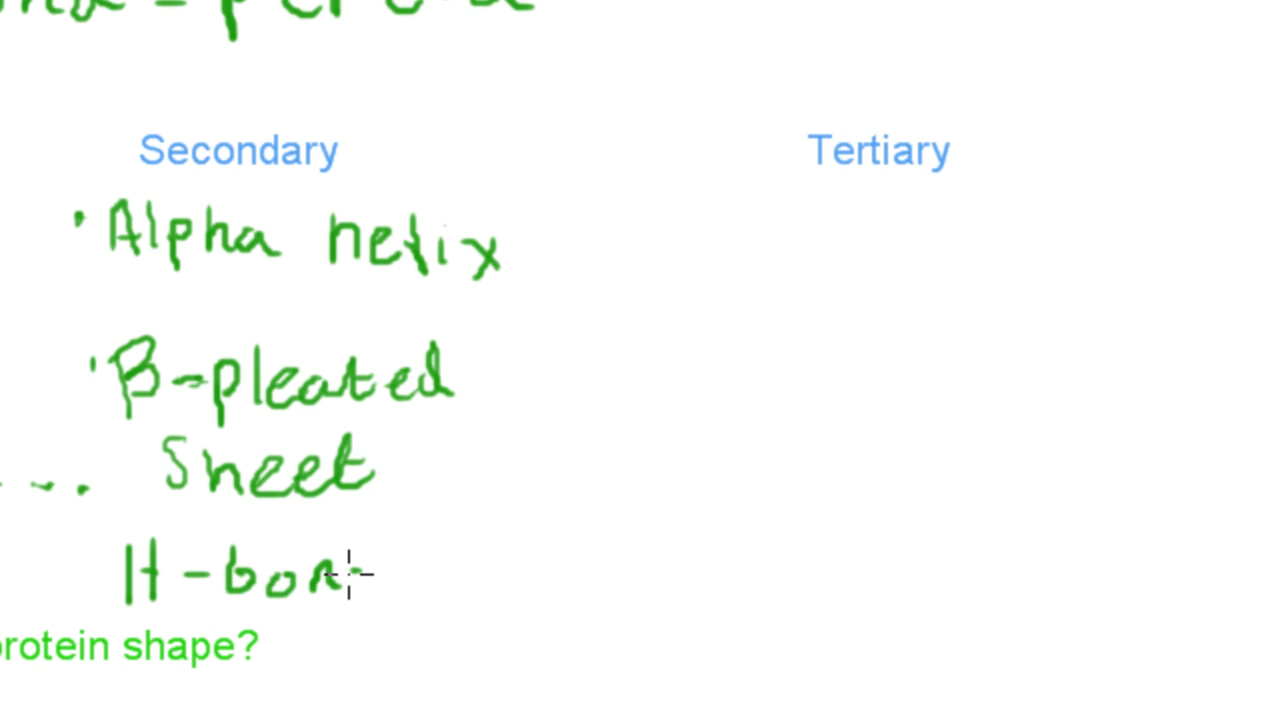 Secondary
Tertiary
· Alpha helix
· β-pleated
... Sheet
H-bon
protein shape?